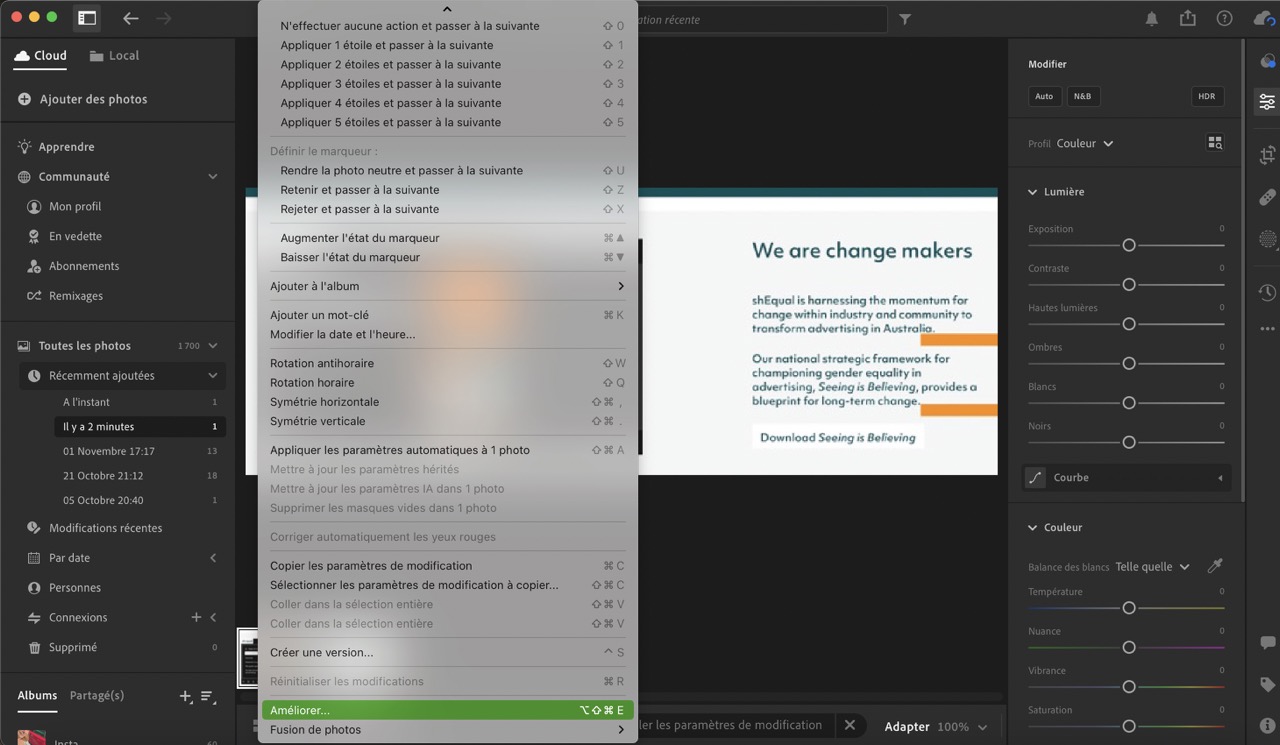 ation récente
Cloud
Local
Ajouter des photos
Apprendre
Communauté
Mon profil
En vedette
Abonnements
Remixages
Toutes les photos 1 700
Récemment ajoutées
A l'instant 1
Il y a 2 minutes 1
01 Novembre 17:17 13
21 Octobre 21:12 18
05 Octobre 20:40 1
Modifications récentes
Par date
Personnes
Connexions
Supprimé 0
Albums Partagé(s)
Insta 60
N'effectuer aucune action et passer à la suivante ⇧ 0
Appliquer 1 étoile et passer à la suivante ⇧ 1
Appliquer 2 étoiles et passer à la suivante ⇧ 2
Appliquer 3 étoiles et passer à la suivante ⇧ 3
Appliquer 4 étoiles et passer à la suivante ⇧ 4
Appliquer 5 étoiles et passer à la suivante ⇧ 5
Définir le marqueur :
Rendre la photo neutre et passer à la suivante ⇧ U
Retenir et passer à la suivante ⇧ Z
Rejeter et passer à la suivante ⇧ X
Augmenter l'état du marqueur ⌘▲
Baisser l'état du marqueur ⌘▼
Ajouter à l'album
Ajouter un mot-clé ⌘ K
Modifier la date et l'heure...
Rotation antihoraire ⇧ W
Rotation horaire ⇧ Q
Symétrie horizontale ⇧⌘ ,
Symétrie verticale ⇧⌘ .
Appliquer les paramètres automatiques à 1 photo ⇧⌘ A
Mettre à jour les paramètres hérités
Mettre à jour les paramètres IA dans 1 photo
Supprimer les masques vides dans 1 photo
Corriger automatiquement les yeux rouges
Copier les paramètres de modification ⌘ C
Sélectionner les paramètres de modification à copier... ⇧⌘ C
Coller dans la sélection entière ⇧⌘ V
Coller dans la sélection entière ⇧⌘ V
Créer une version... ^ S
Réinitialiser les modifications ⌘ R
Améliorer... ⌥⇧⌘ E
Fusion de photos
We are change makers
shEqual is harnessing the momentum for
change within industry and community to
transform advertising in Australia.
Our national strategic framework for
championing gender equality in
advertising, Seeing is Believing, provides a
blueprint for long-term change.
Download Seeing is Believing
ler les paramètres de modification
Adapter 100%
Modifier
Auto N&B HDR
Profil Couleur
Lumière
Exposition 0
Contraste 0
Hautes lumières 0
Ombres 0
Blancs 0
Noirs 0
Courbe
Couleur
Balance des blancs Telle quelle
Température 0
Nuance 0
Vibrance 0
Saturation 0